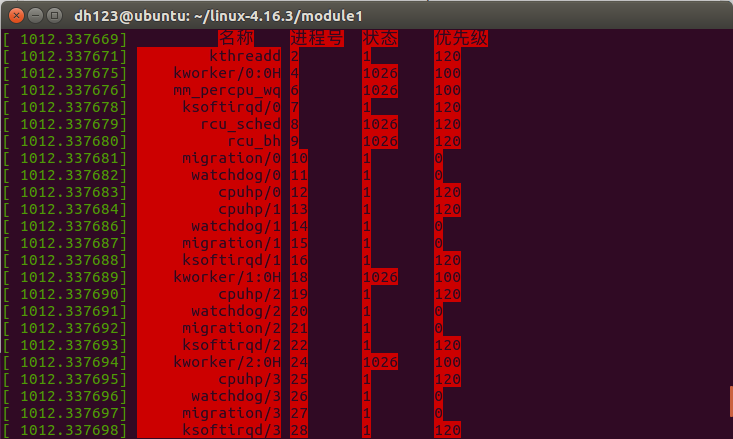 dh123@ubuntu: ~/linux-4.16.3/module1
[ 1012.337669] 名称 进程号 状态 优先级
[ 1012.337671] kthreadd 2 1 120
[ 1012.337675] kworker/0:0H 4 1026 100
[ 1012.337676] mm_percpu_wq 6 1026 100
[ 1012.337678] ksoftirqd/0 7 1 120
[ 1012.337679] rcu_sched 8 1026 120
[ 1012.337680] rcu_bh 9 1026 120
[ 1012.337681] migration/0 10 1 0
[ 1012.337682] watchdog/0 11 1 0
[ 1012.337683] cpuhp/0 12 1 120
[ 1012.337684] cpuhp/1 13 1 120
[ 1012.337686] watchdog/1 14 1 0
[ 1012.337687] migration/1 15 1 0
[ 1012.337688] ksoftirqd/1 16 1 120
[ 1012.337689] kworker/1:0H 18 1026 100
[ 1012.337690] cpuhp/2 19 1 120
[ 1012.337691] watchdog/2 20 1 0
[ 1012.337692] migration/2 21 1 0
[ 1012.337693] ksoftirqd/2 22 1 120
[ 1012.337694] kworker/2:0H 24 1026 100
[ 1012.337695] cpuhp/3 25 1 120
[ 1012.337696] watchdog/3 26 1 0
[ 1012.337697] migration/3 27 1 0
[ 1012.337698] ksoftirqd/3 28 1 120